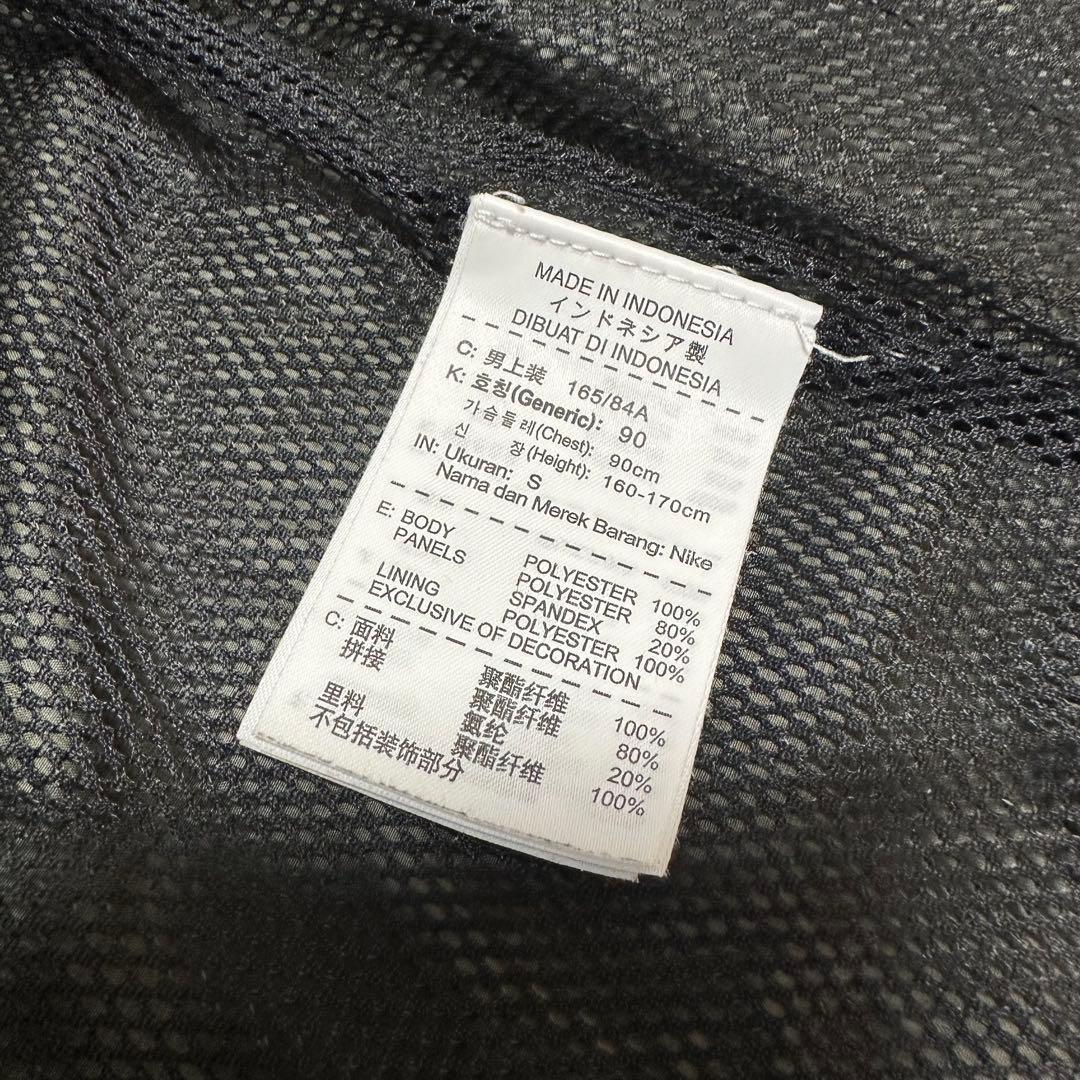 MADE IN INDONESIA
インドネシア製
DIBUAT DI INDONESIA
C: 男上装 165/84A
K: 호칭(Generic): 90
가슴둘레(Chest): 90cm
신 장(Height): 160-170cm
IN: Ukuran: S
Nama dan Merek Barang: Nike
E: BODY POLYESTER 100%
PANELS POLYESTER 80%
SPANDEX 20%
LINING POLYESTER 100%
EXCLUSIVE OF DECORATION
C: 面料 聚酯纤维 100%
拼接 聚酯纤维 80%
氨纶 20%
里料 聚酯纤维 100%
不包括装饰部分